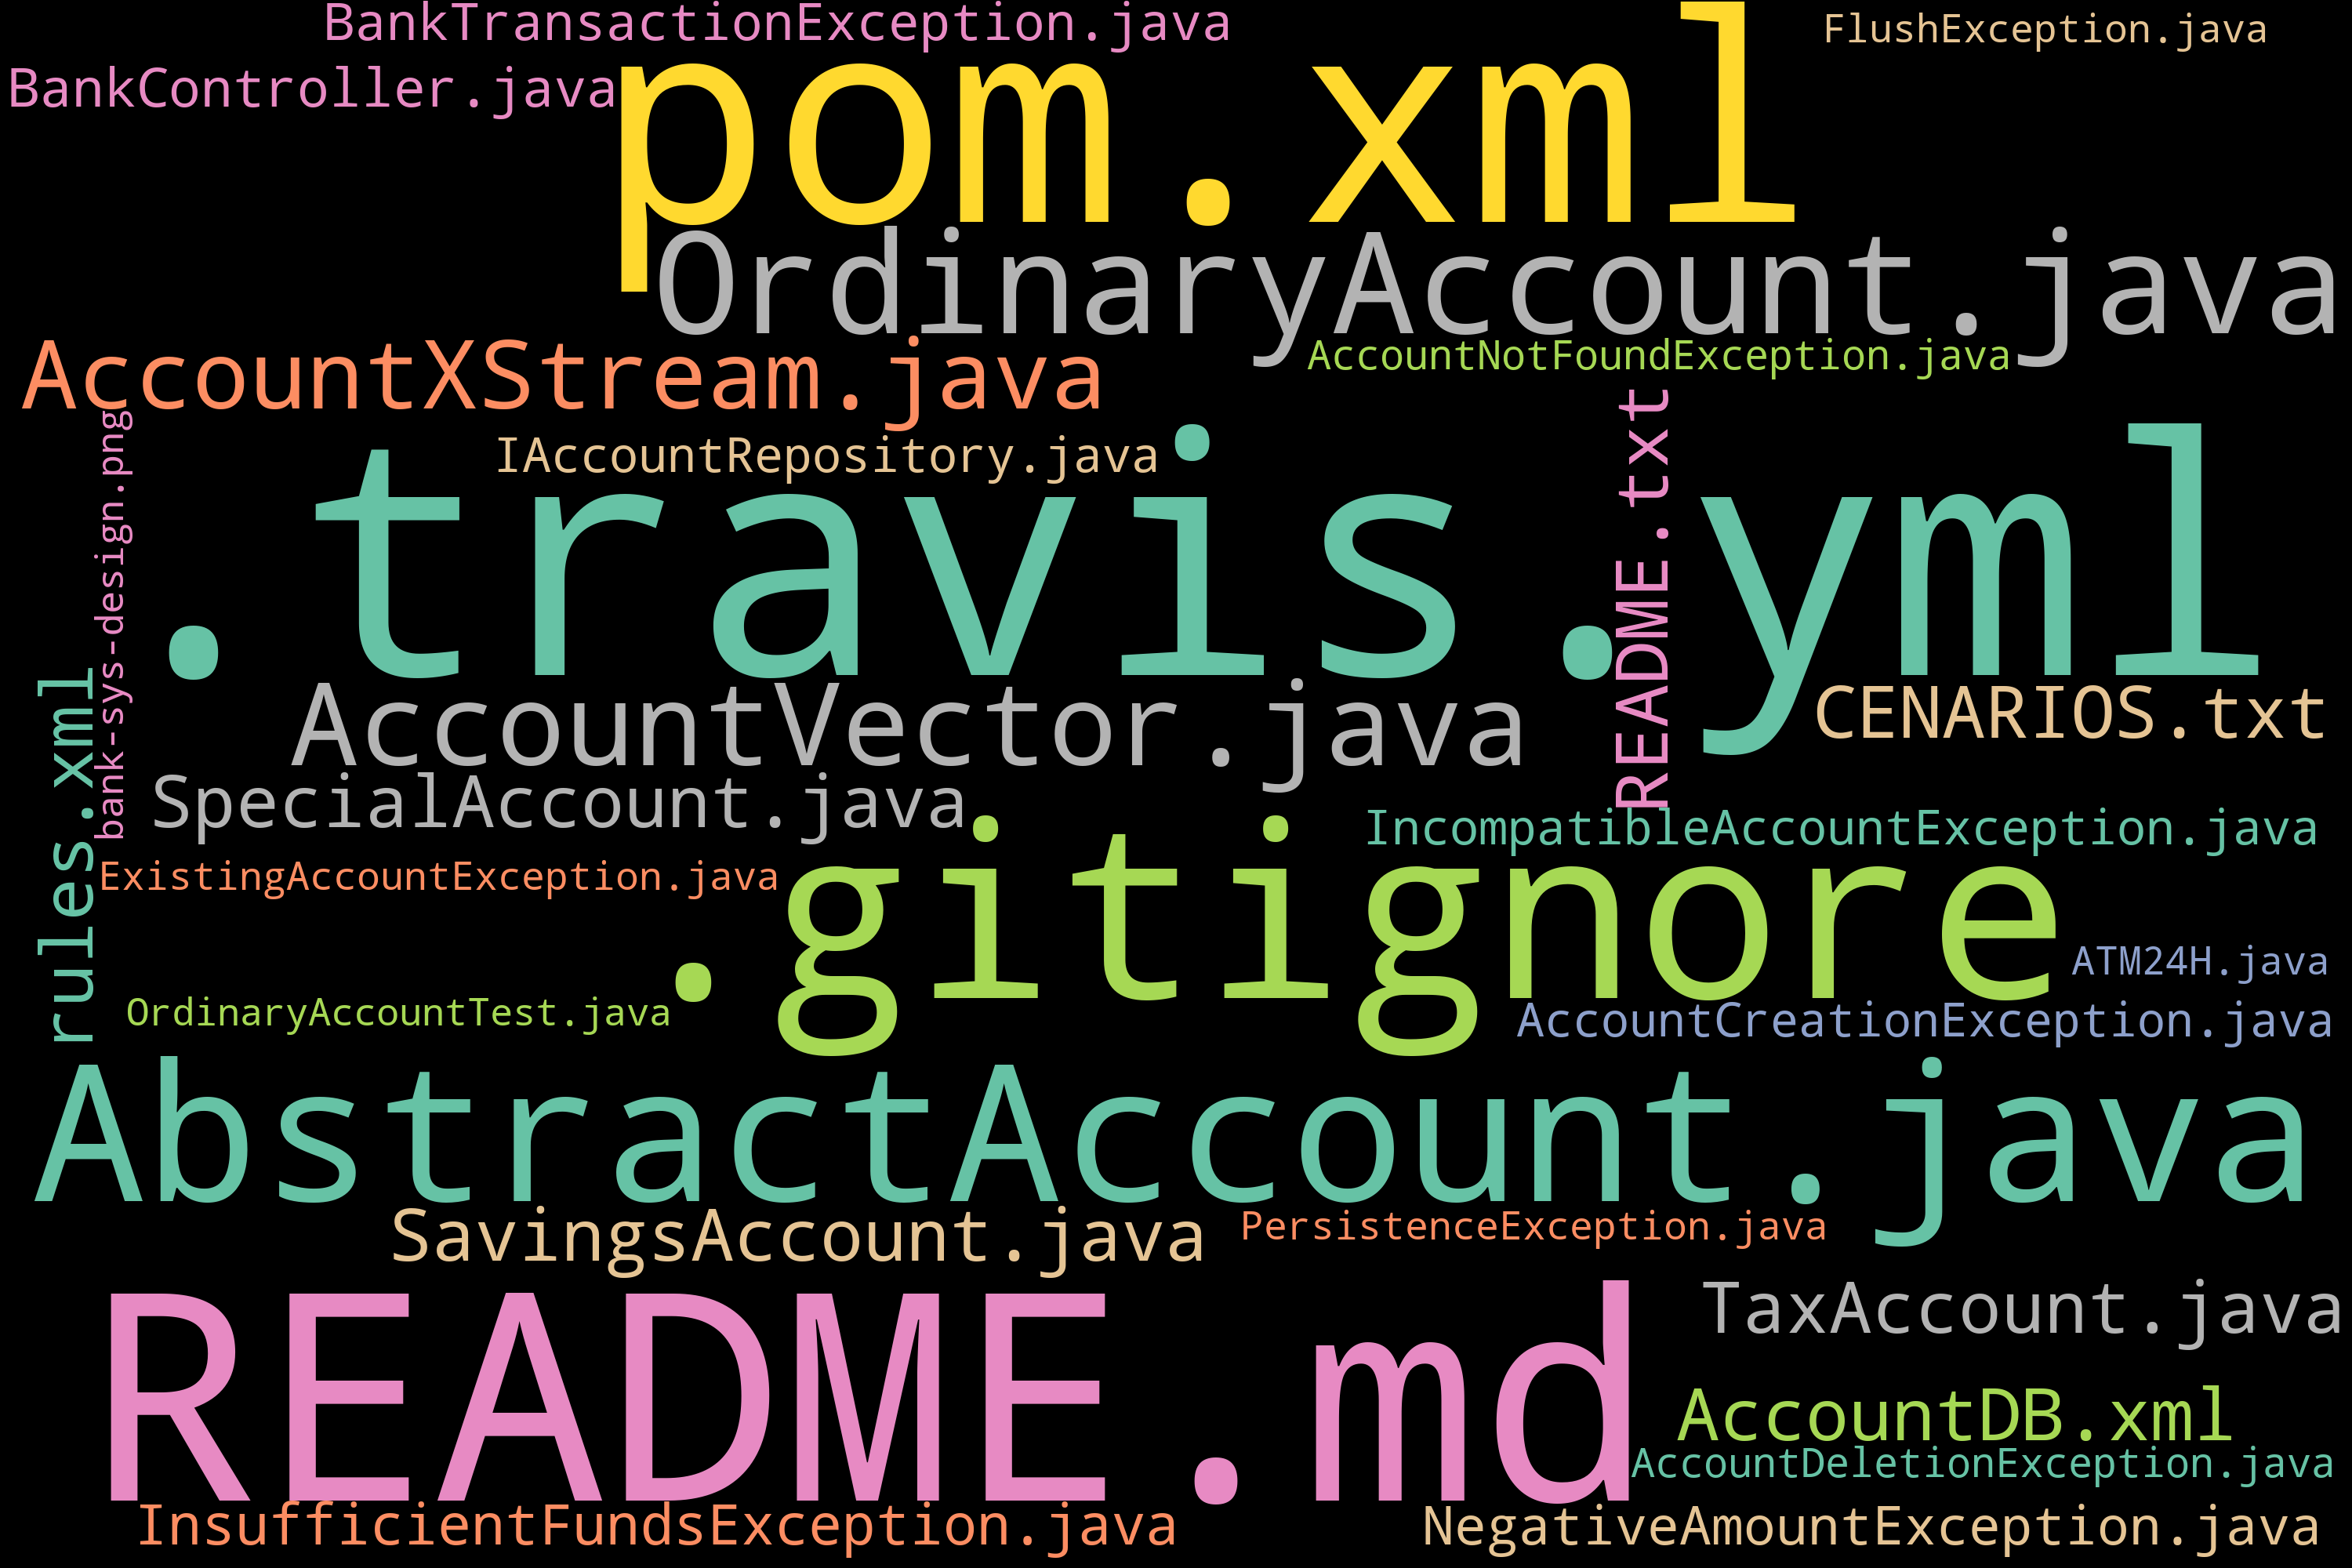 BankTransactionException.java
FlushException.java
BankController.java
pom.xml
OrdinaryAccount.java
AccountXStream.java
AccountNotFoundException.java
IAccountRepository.java
README.txt
bank-sys-design.png
.travis.yml
rules.xml
AccountVector.java
CENARIOS.txt
SpecialAccount.java
IncompatibleAccountException.java
ExistingAccountException.java
.gitignore
ATM24H.java
OrdinaryAccountTest.java
AccountCreationException.java
AbstractAccount.java
SavingsAccount.java
PersistenceException.java
TaxAccount.java
README.md
AccountDB.xml
AccountDeletionException.java
InsufficientFundsException.java
NegativeAmountException.java